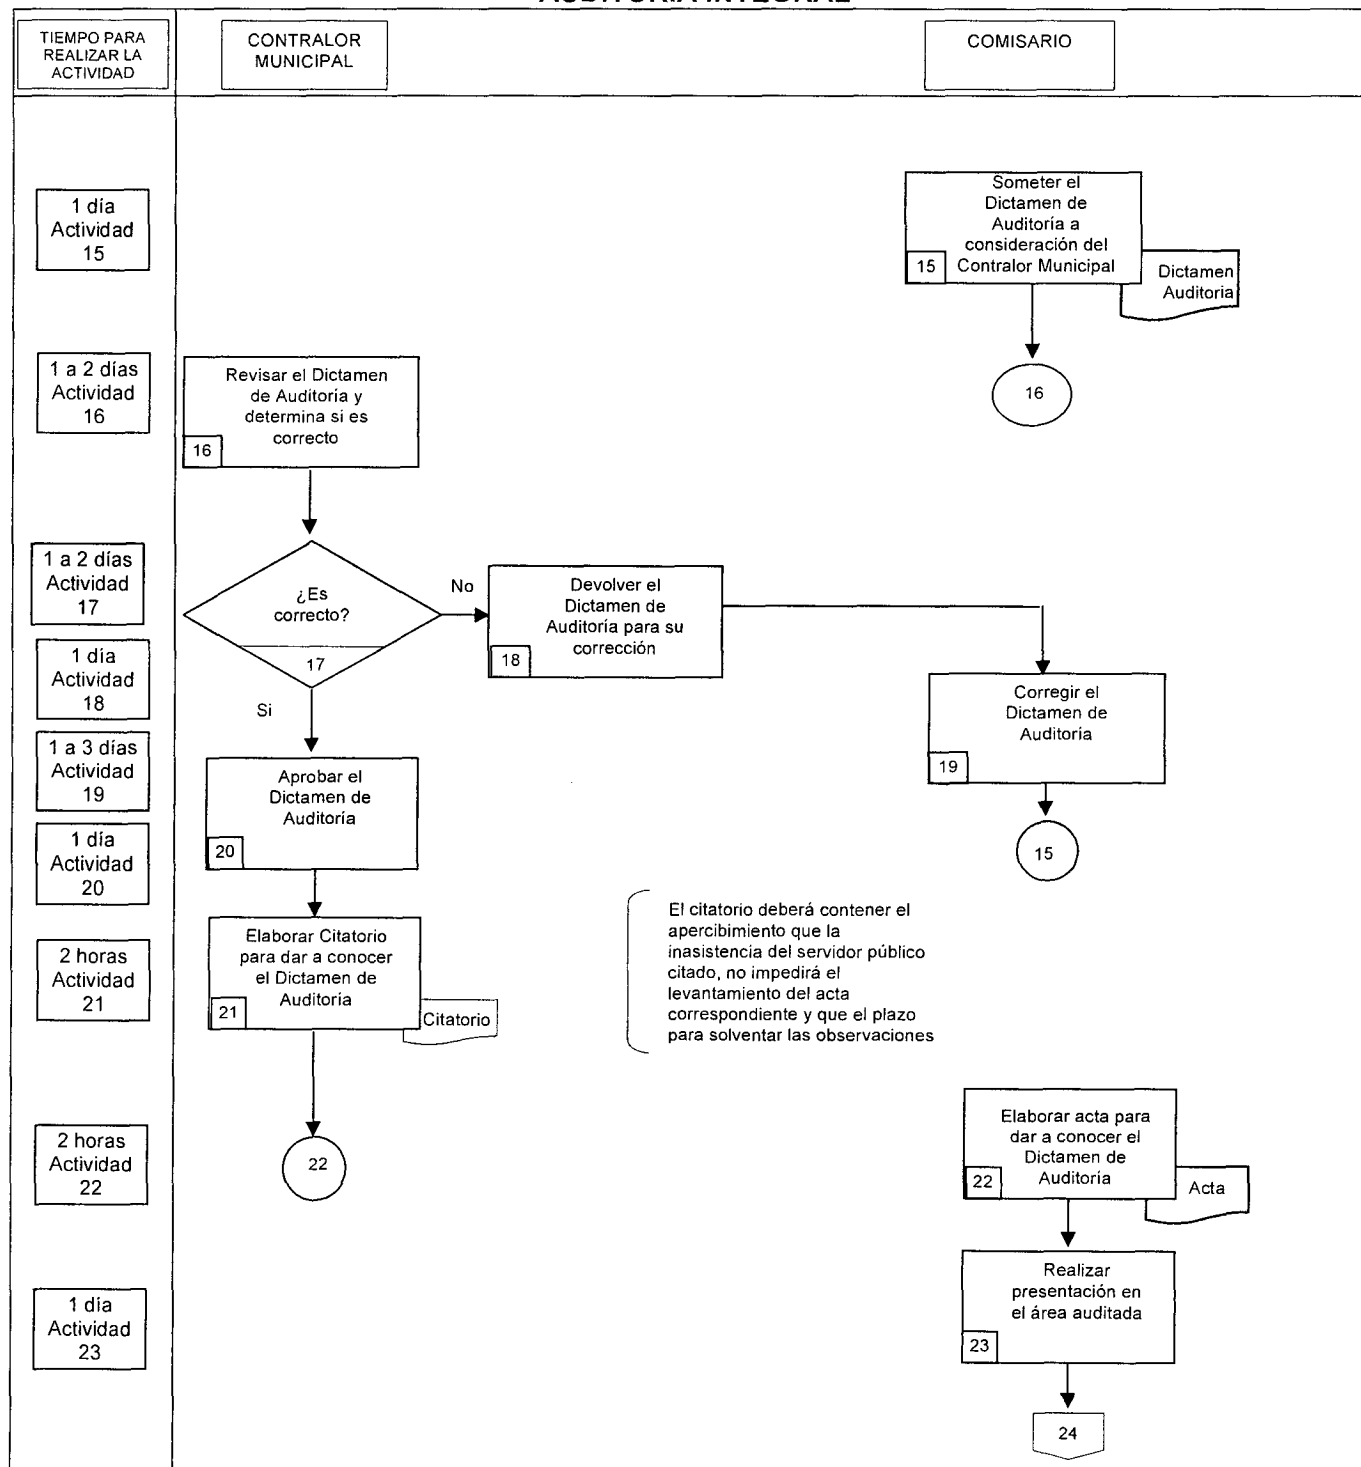 AUDITORIA INTEGRAL
TIEMPO PARA
REALIZAR LA
ACTIVIDAD
CONTRALOR
MUNICIPAL
COMISARIO
1 día
Actividad
15
Someter el
Dictamen de
Auditoría a
consideración del
Contralor Municipal
15
Dictamen
Auditoria
1 a 2 días
Actividad
16
Revisar el Dictamen
de Auditoría y
determina si es
correcto
16
16
1 a 2 días
Actividad
17
¿Es
correcto?
17
No
Devolver el
Dictamen de
Auditoría para su
corrección
18
1 día
Actividad
18
Si
Corregir el
Dictamen de
Auditoría
19
1 a 3 días
Actividad
19
Aprobar el
Dictamen de
Auditoría
20
15
1 día
Actividad
20
2 horas
Actividad
21
Elaborar Citatorio
para dar a conocer
el Dictamen de
Auditoría
21
Citatorio
El citatorio deberá contener el
apercibimiento que la
inasistencia del servidor público
citado, no impedirá el
levantamiento del acta
correspondiente y que el plazo
para solventar las observaciones
2 horas
Actividad
22
22
Elaborar acta para
dar a conocer el
Dictamen de
Auditoría
22
Acta
1 día
Actividad
23
Realizar
presentación en
el área auditada
23
24